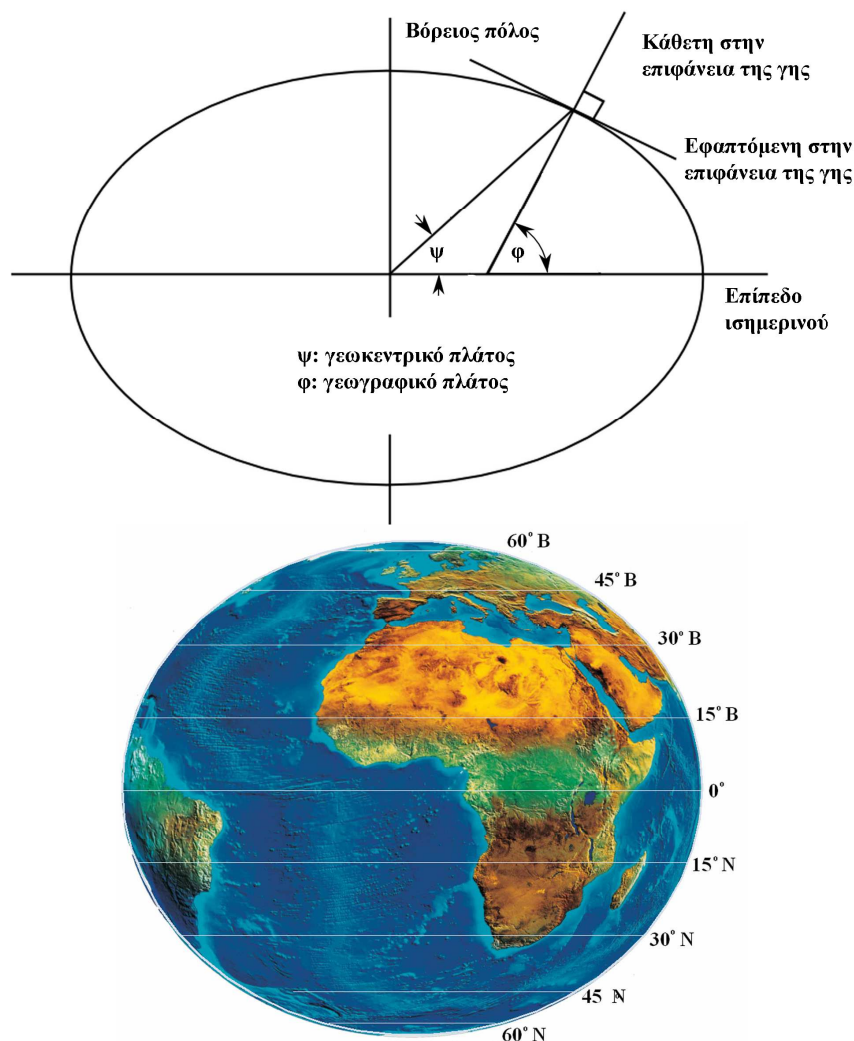 Βόρειος πόλος
Κάθετη στην
επιφάνεια της γης
Εφαπτόμενη στην
επιφάνεια της γης
ψ
φ
Επίπεδο
ισημερινού
ψ: γεωκεντρικό πλάτος
φ: γεωγραφικό πλάτος
60° Β
45° Β
30° Β
15° Β
0°
15° Ν
30° Ν
45 Ν
60° Ν